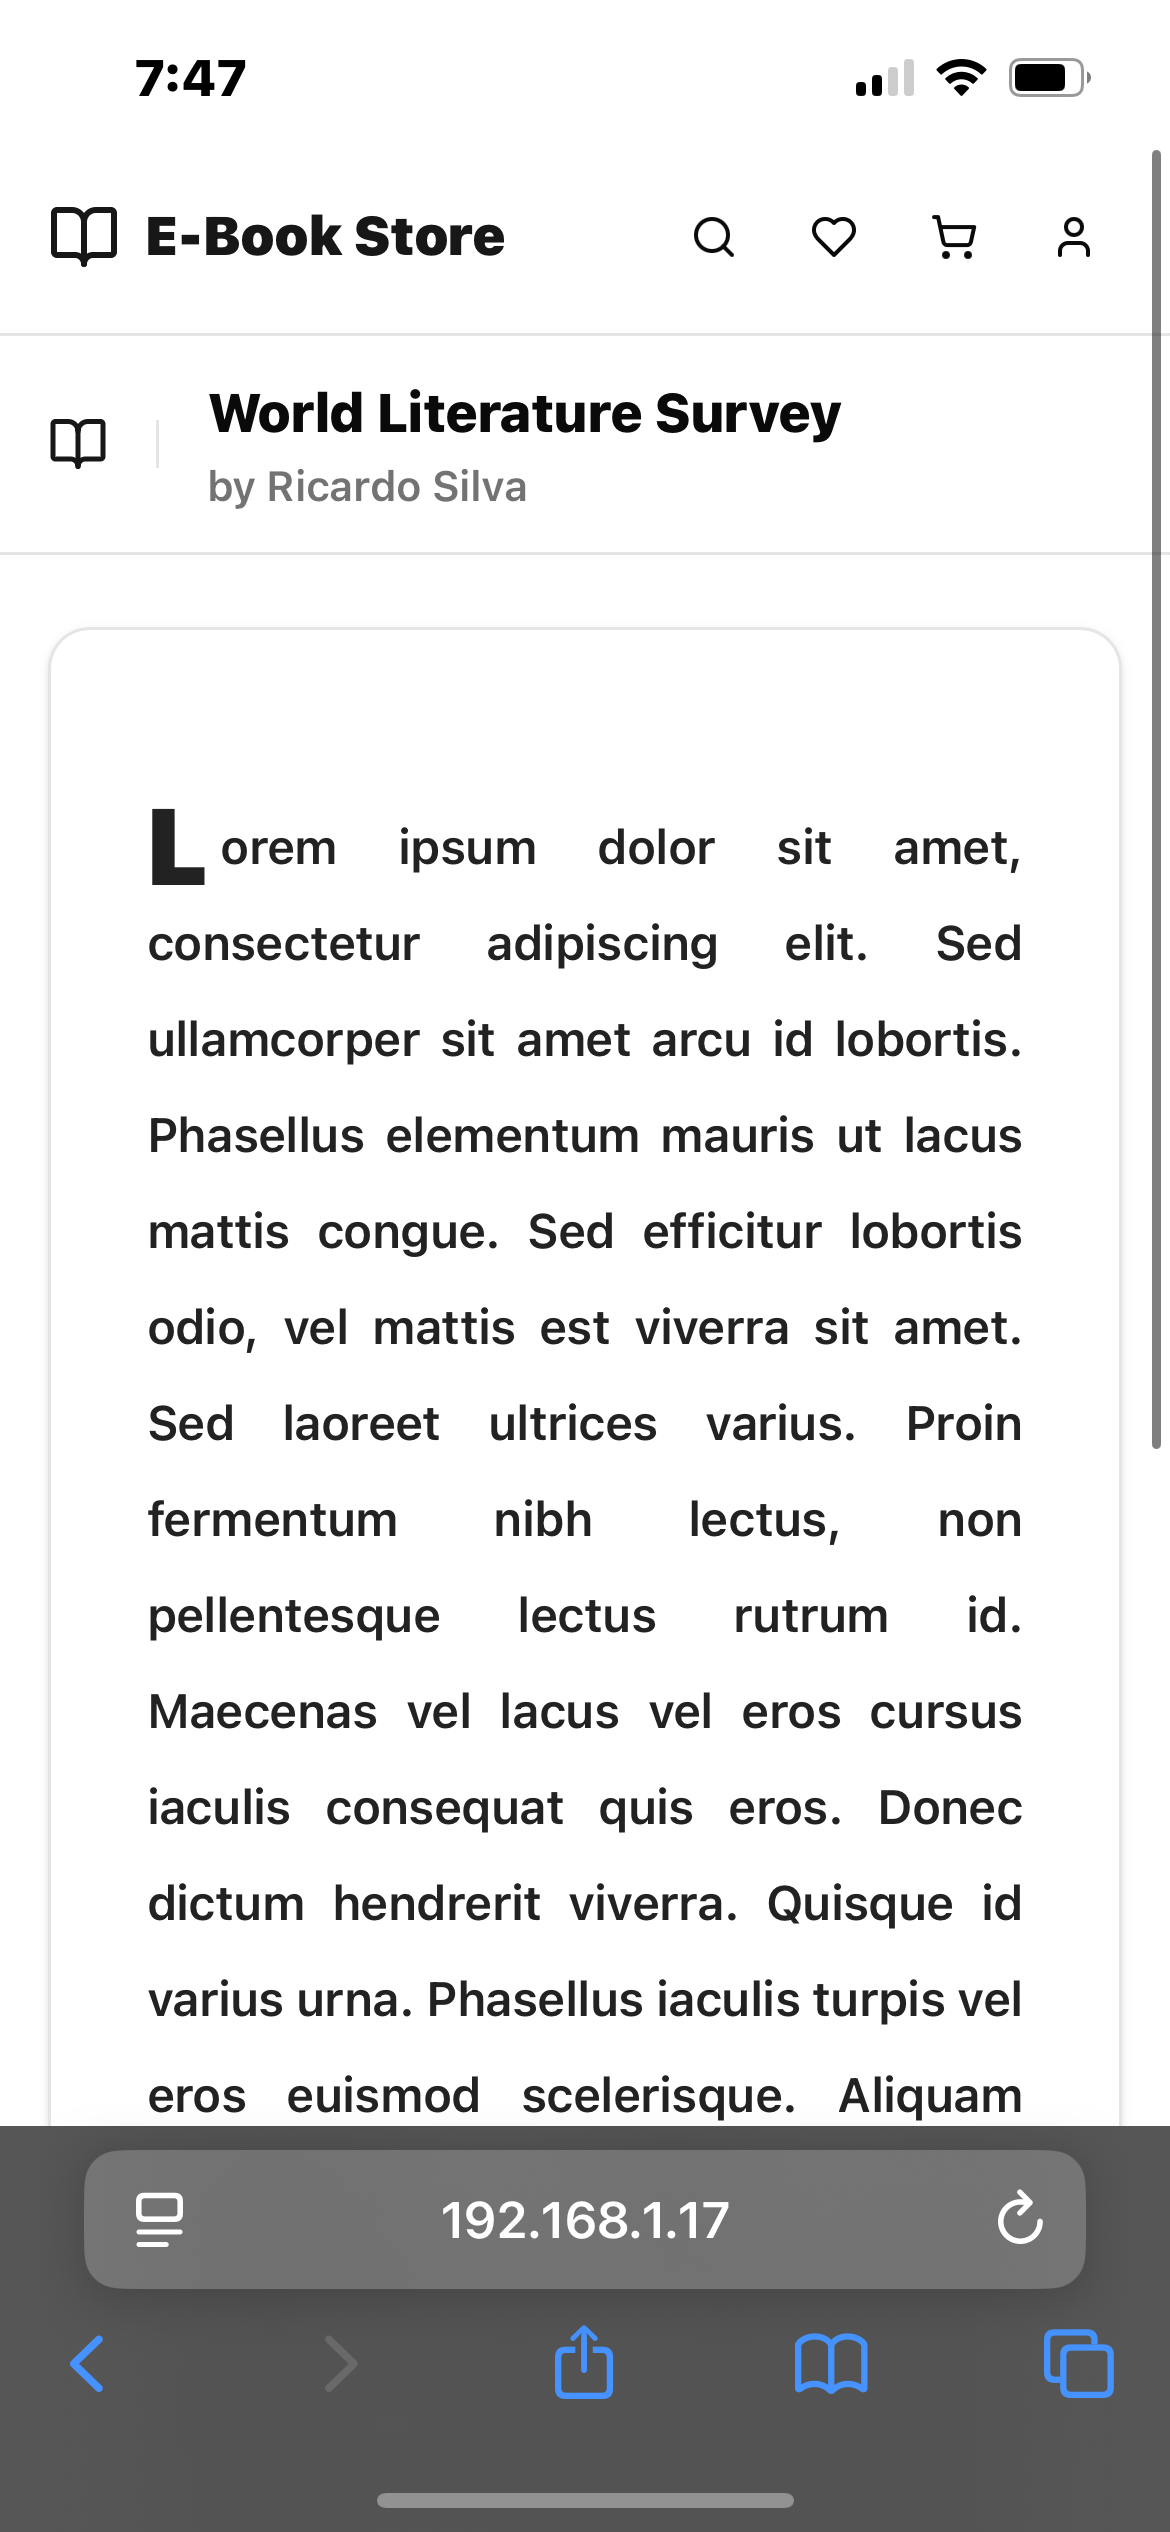 7:47
E-Book Store
World Literature Survey
by Ricardo Silva
Lorem ipsum dolor sit amet,
consectetur adipiscing elit. Sed
ullamcorper sit amet arcu id lobortis.
Phasellus elementum mauris ut lacus
mattis congue. Sed efficitur lobortis
odio, vel mattis est viverra sit amet.
Sed laoreet ultrices varius. Proin
fermentum nibh lectus, non
pellentesque lectus rutrum id.
Maecenas vel lacus vel eros cursus
iaculis consequat quis eros. Donec
dictum hendrerit viverra. Quisque id
varius urna. Phasellus iaculis turpis vel
eros euismod scelerisque. Aliquam
192.168.1.17